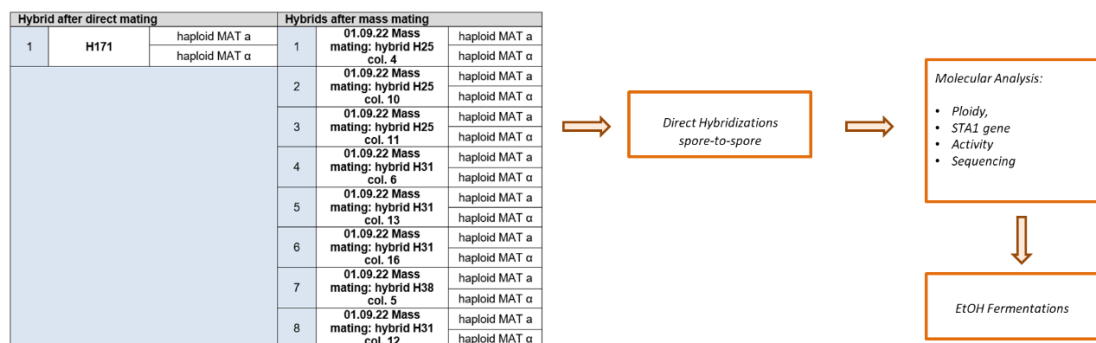 Hybrid after direct mating
Hybrids after mass mating
1
H171
haploid MAT a
haploid MAT α
1
01.09.22 Mass
mating: hybrid H25
col. 4
haploid MAT a
haploid MAT α
2
01.09.22 Mass
mating: hybrid H25
col. 10
haploid MAT a
haploid MAT α
3
01.09.22 Mass
mating: hybrid H25
col. 11
haploid MAT a
haploid MAT α
4
01.09.22 Mass
mating: hybrid H31
col. 6
haploid MAT a
haploid MAT α
5
01.09.22 Mass
mating: hybrid H31
col. 13
haploid MAT a
haploid MAT α
6
01.09.22 Mass
mating: hybrid H31
col. 16
haploid MAT a
haploid MAT α
7
01.09.22 Mass
mating: hybrid H38
col. 5
haploid MAT a
haploid MAT α
8
01.09.22 Mass
mating: hybrid H31
col. 12
haploid MAT a
haploid MAT α
Direct Hybridizations
spore-to-spore
Molecular Analysis:
• Ploidy,
• STA1 gene
• Activity
• Sequencing
EtOH Fermentations